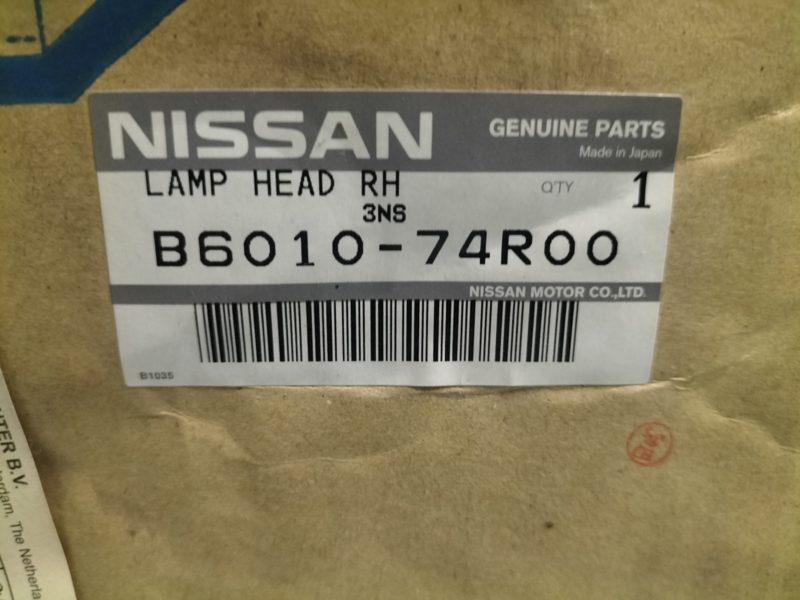 NISSAN
GENUINE PARTS
Made in Japan
LAMP HEAD RH
QTY 1
3NS
B6010-74R00
NISSAN MOTOR CO.,LTD.
B1035
NTER B.V.
The Netherla